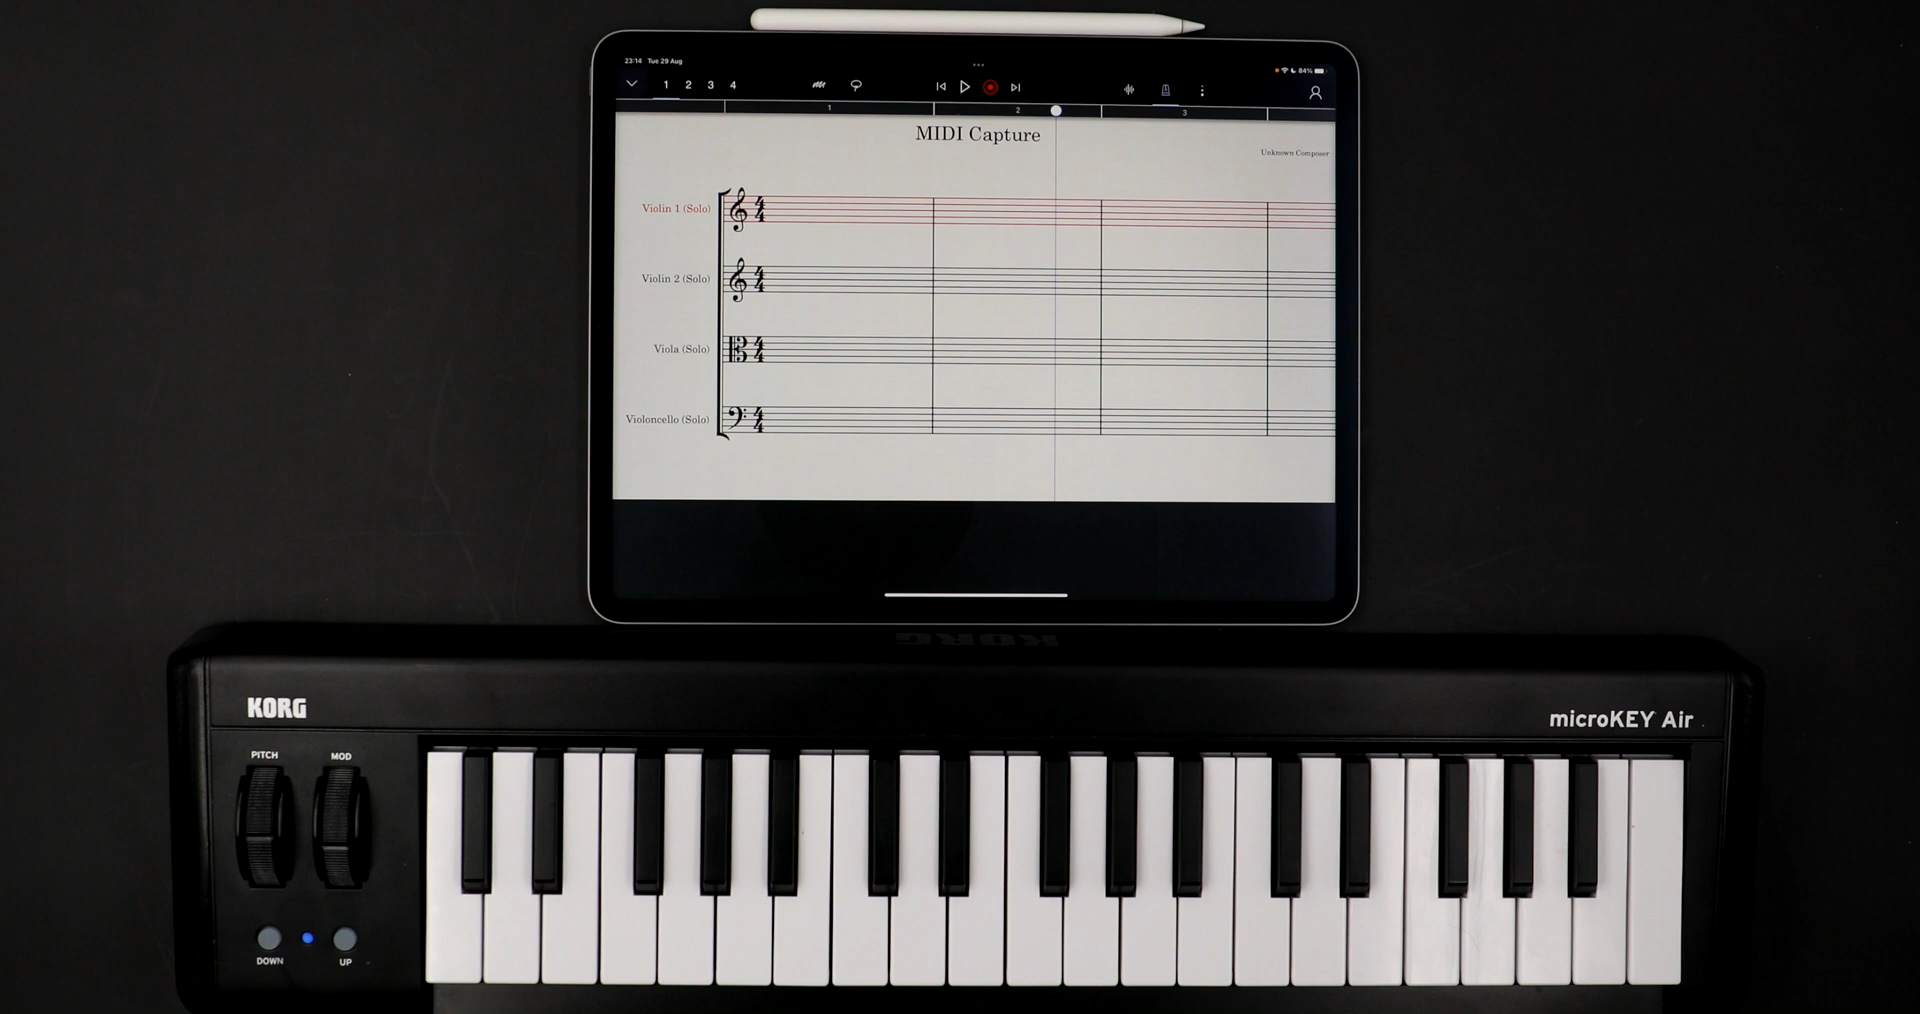 23:14 Tue 29 Aug
84%
1 2 3 4
1 2 3
MIDI Capture
Unknown Composer
Violin 1 (Solo)
Violin 2 (Solo)
Viola (Solo)
Violoncello (Solo)
KORG
KORG
microKEY Air
PITCH MOD
DOWN UP